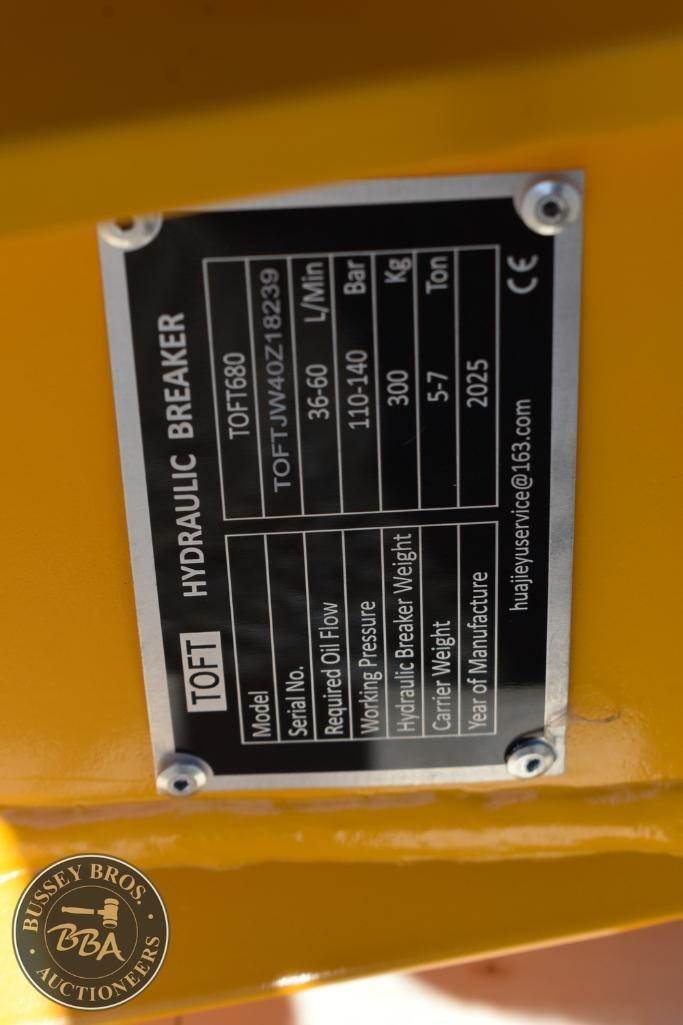 TOFT HYDRAULIC BREAKER
Model TOFT680
Serial No. TOFTJW40Z18239
Required Oil Flow 36-60 L/Min
Working Pressure 110-140 Bar
Hydraulic Breaker Weight 300 Kg
Carrier Weight 5-7 Ton
Year of Manufacture 2025
huajieyuservice@163.com CE
BUSSEY BROS.
BBA
AUCTIONEERS